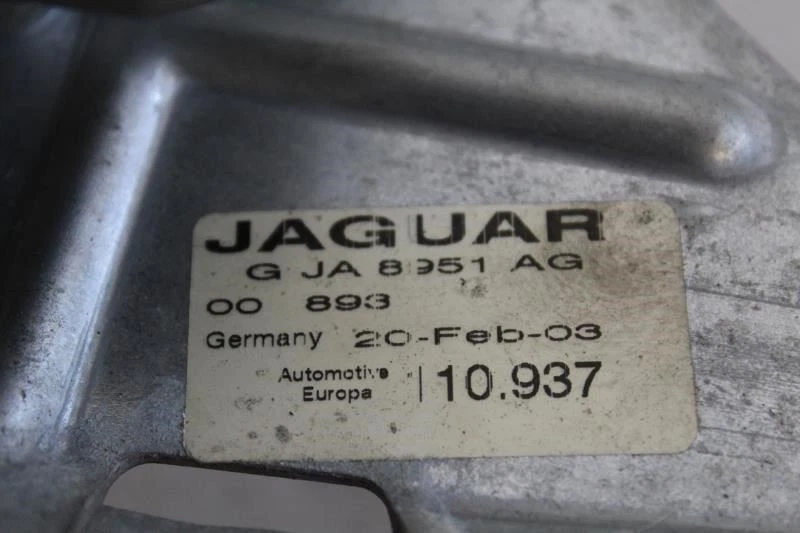 JAGUAR
G JA 8951 AG
00 893
Germany 20-Feb-03
Automotive
Europa
10.937